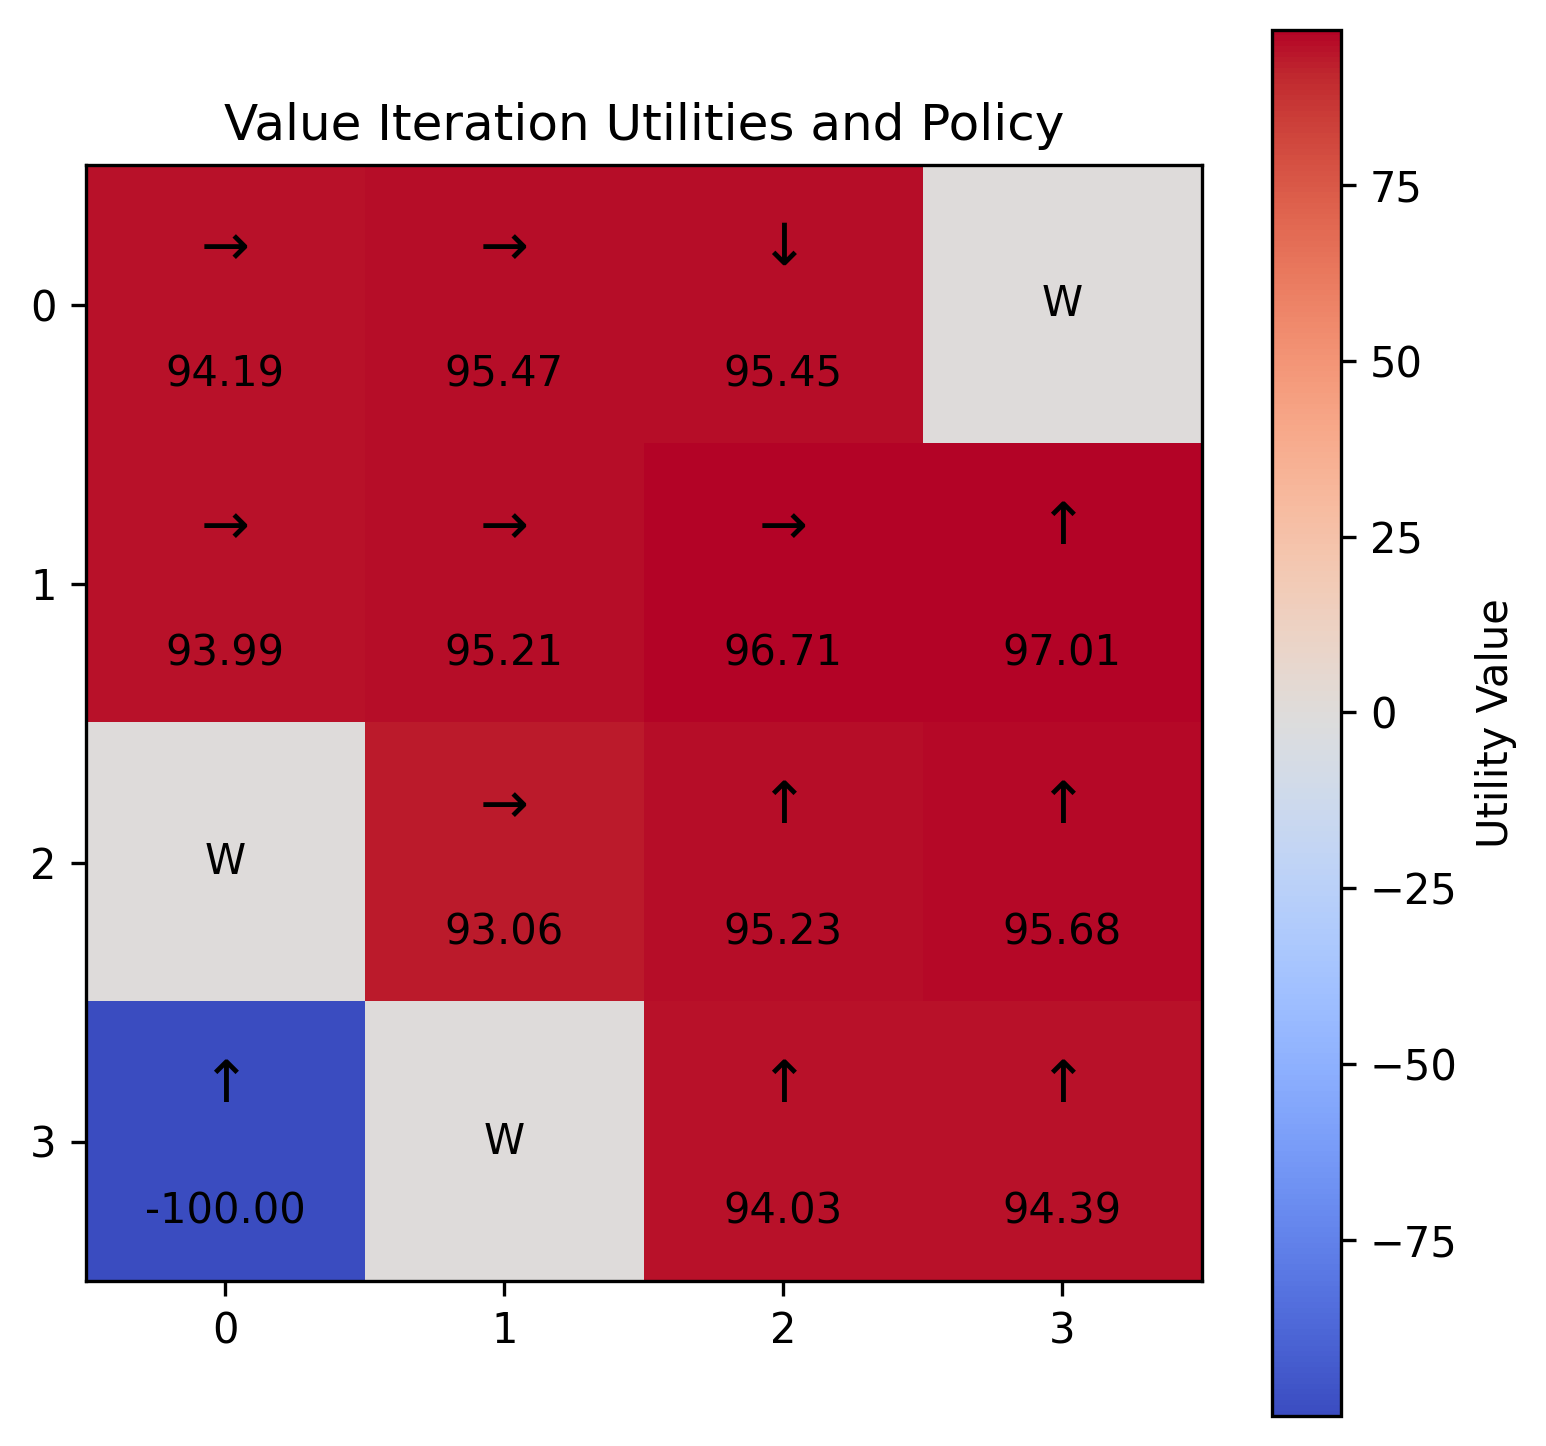 Value Iteration Utilities and Policy
→ → ↓
0 W
94.19 95.47 95.45
→ → → ↑
1
93.99 95.21 96.71 97.01
→ ↑ ↑
2 W
93.06 95.23 95.68
↑ ↑ ↑
3 W
-100.00 94.03 94.39
0 1 2 3
75
50
25
0
−25
−50
−75
Utility Value